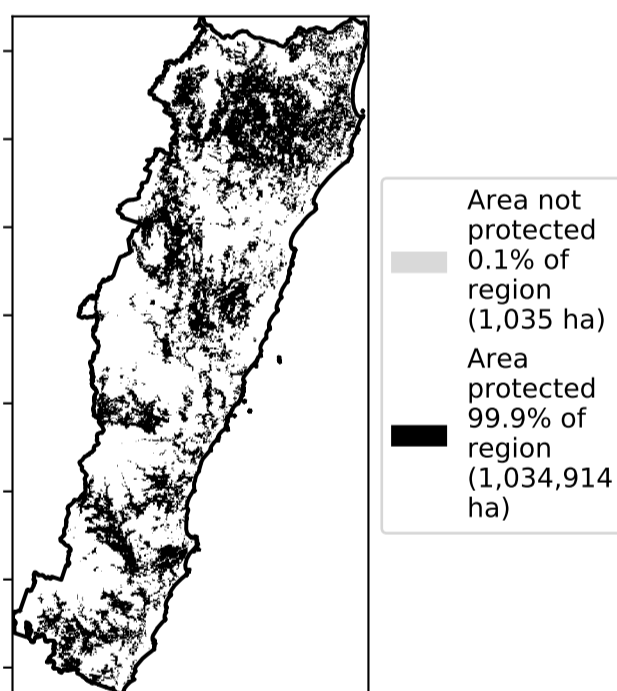 Area not
protected
0.1% of
region
(1,035 ha)
Area
protected
99.9% of
region
(1,034,914
ha)